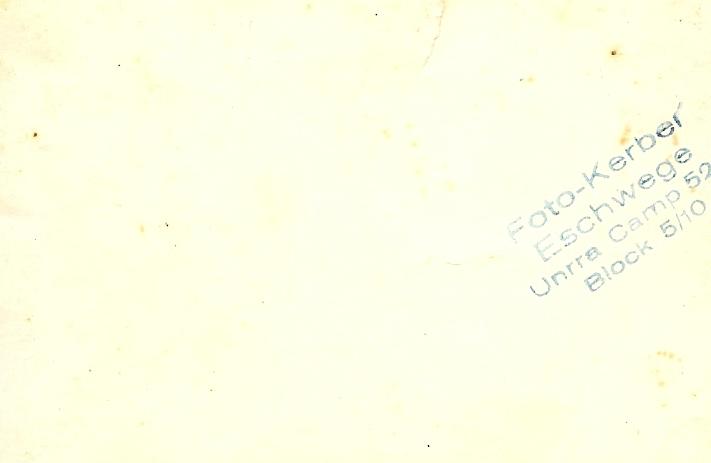 Foto-Kerber
Eschwege
Unrra Camp 52
Block 5/10